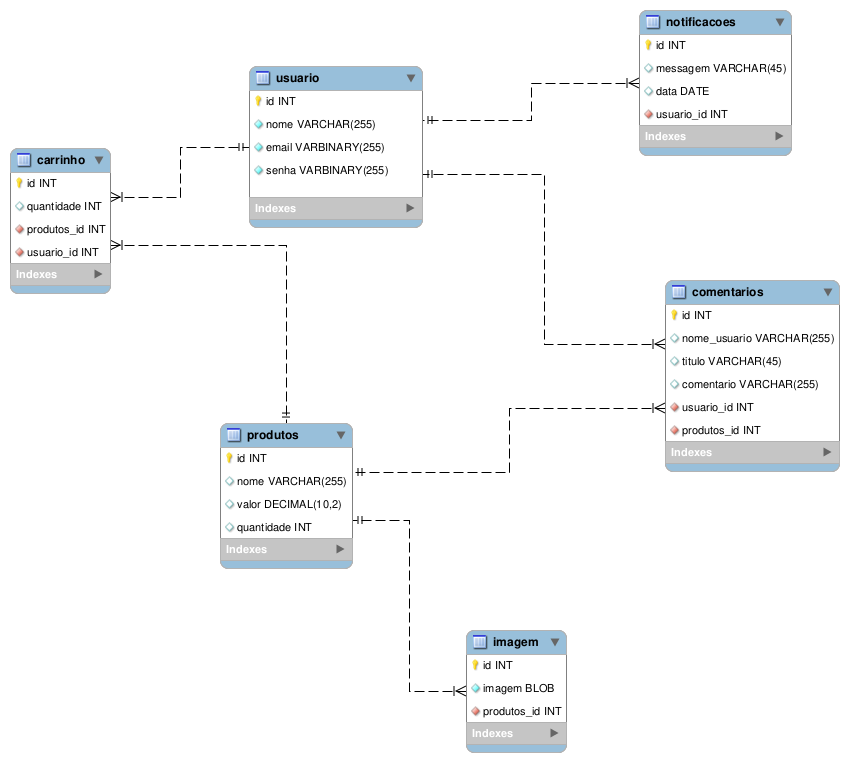 notificacoes
id INT
messagem VARCHAR(45)
data DATE
usuario_id INT
Indexes
usuario
id INT
nome VARCHAR(255)
email VARBINARY(255)
senha VARBINARY(255)
Indexes
carrinho
id INT
quantidade INT
produtos_id INT
usuario_id INT
Indexes
comentarios
id INT
nome_usuario VARCHAR(255)
titulo VARCHAR(45)
comentario VARCHAR(255)
usuario_id INT
produtos_id INT
Indexes
produtos
id INT
nome VARCHAR(255)
valor DECIMAL(10,2)
quantidade INT
Indexes
imagem
id INT
imagem BLOB
produtos_id INT
Indexes